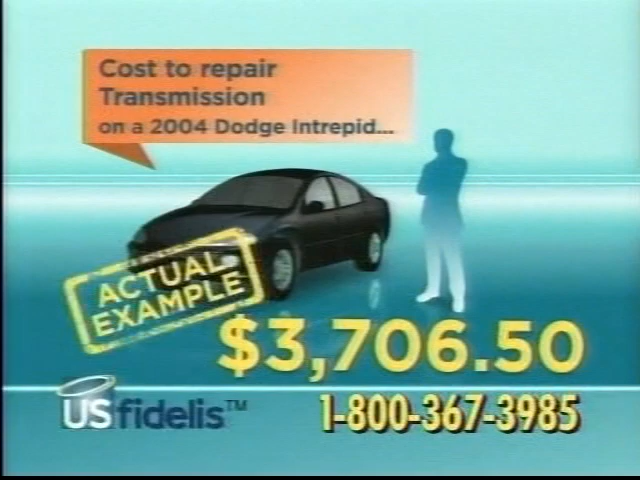 Cost to repair
Transmission
on a 2004 Dodge Intrepid...
ACTUAL
EXAMPLE
$3,706.50
USfidelis™
1-800-367-3985